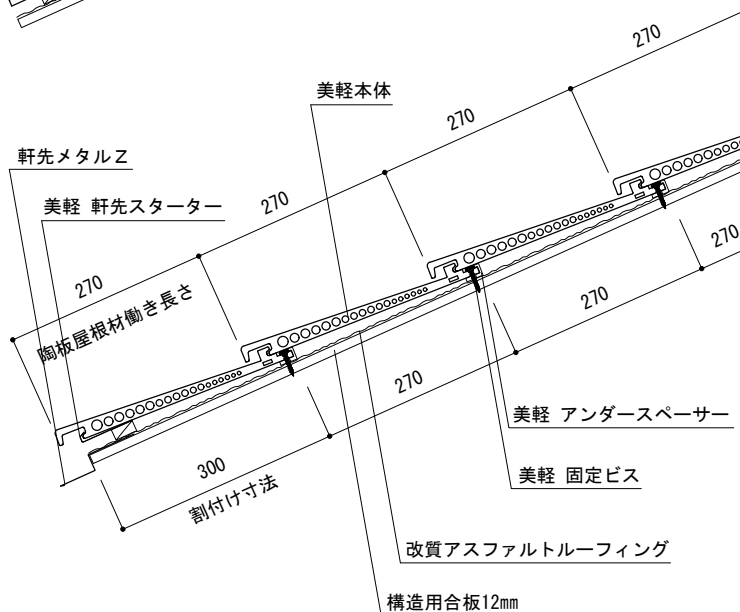 270
美軽本体
270
軒先メタルZ
270
美軽 軒先スターター
270
270
陶板屋根材働き長さ
270
270
美軽 アンダースペーサー
300
美軽 固定ビス
割付け寸法
改質アスファルトルーフィング
構造用合板12mm